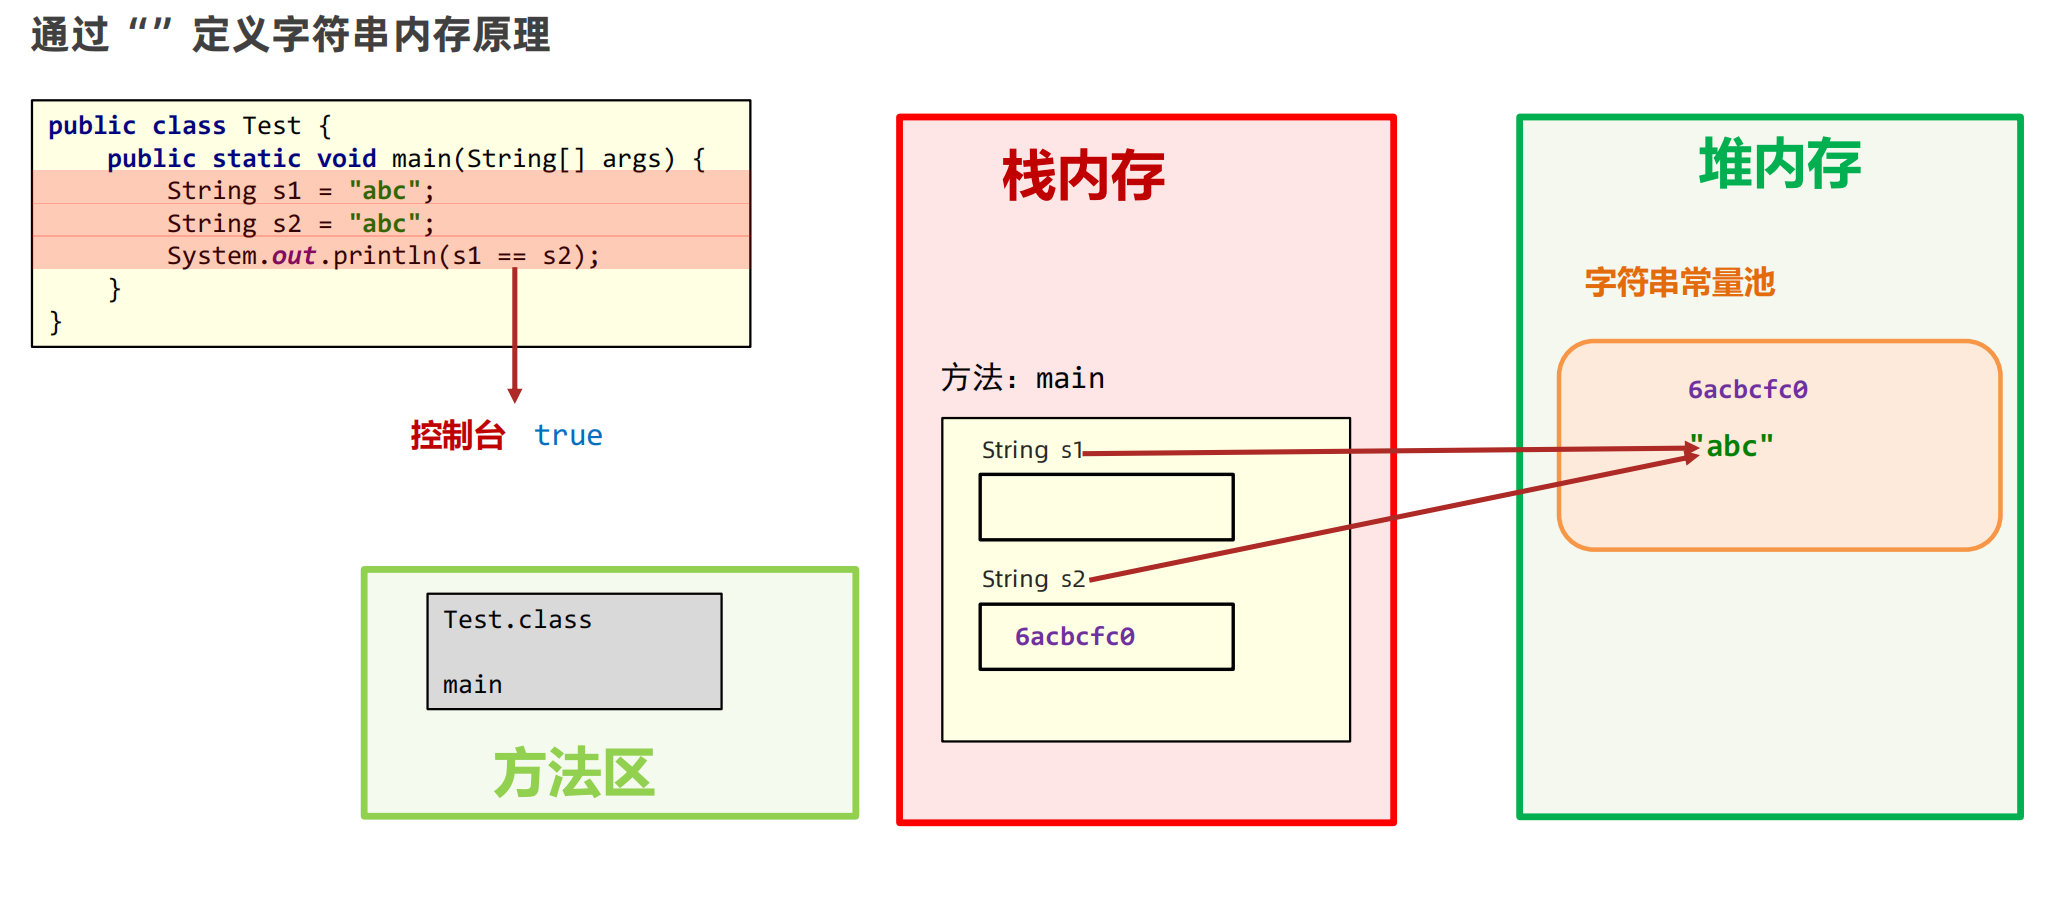 通过 “” 定义字符串内存原理
public class Test {
    public static void main(String[] args) {
        String s1 = "abc";
        String s2 = "abc";
        System.out.println(s1 == s2);
    }
}
控制台 true
Test.class
main
方法区
栈内存
方法：main
String s1
String s2
6acbcfc0
堆内存
字符串常量池
6acbcfc0
"abc"